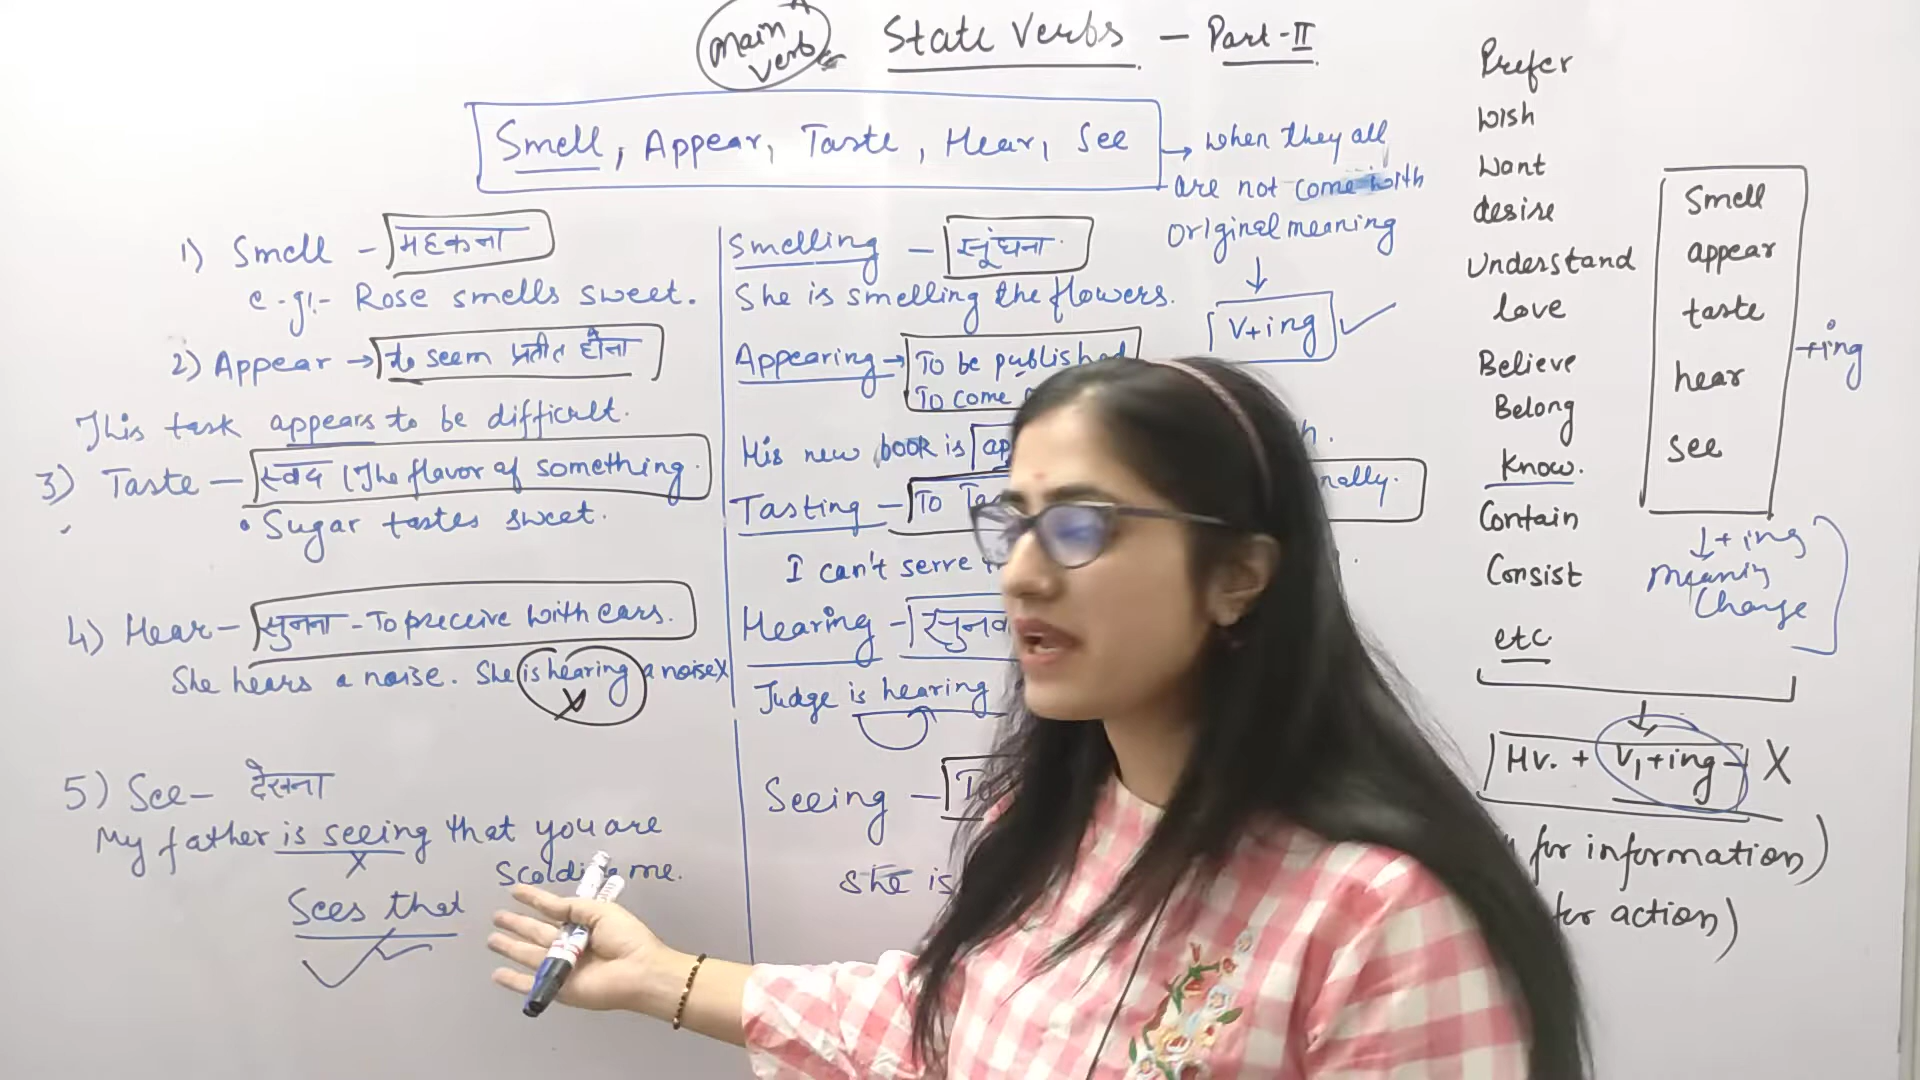 Main Verb
State Verbs - Part-II
Smell, Appear, Taste, Hear, See
→ when they all
are not come with
original meaning
↓
V+ing ✓
1) Smell - महकना
e.g:- Rose smells sweet.
2) Appear → to seem प्रतीत होना
This task appears to be difficult.
3) Taste - स्वाद (The flavor of something.
• Sugar tastes sweet.
4) Hear - सुनना - To preceive with ears.
She hears a noise. She is hearing a noise X
X
5) See - देखना
My father is seeing that you are
X
scolding me.
Sees that
Smelling - सूंघना
She is smelling the flowers.
Appearing → To be published
To come
His new book is
Tasting - To
nally.
I can't serve
Hearing -
Judge is hearing
Seeing -
She is
Prefer
Wish
Want
desire
Understand
Love
Believe
Belong
Know.
Contain
Consist
etc.
Smell
appear
taste
hear
see
+ing
↓+ing
Meaning
Change
↓
Hv. + V1+ing - X
for information)
action)